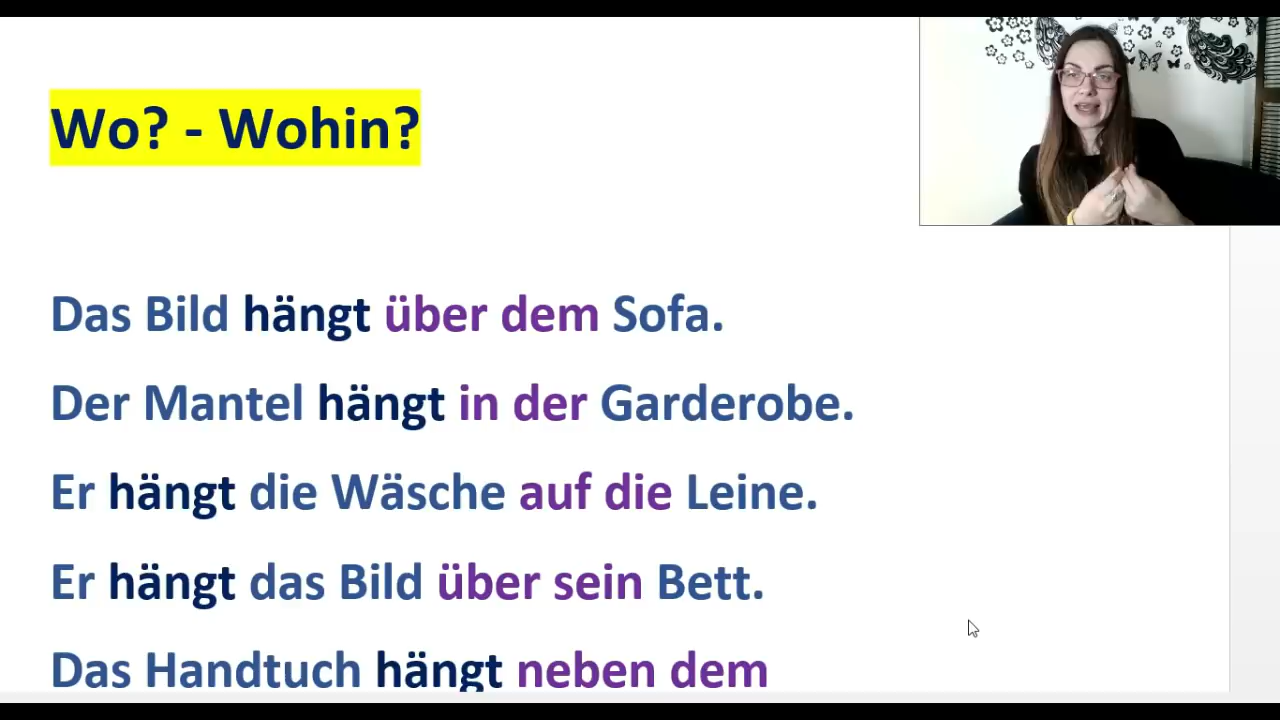 Wo? - Wohin?
Das Bild hängt über dem Sofa.
Der Mantel hängt in der Garderobe.
Er hängt die Wäsche auf die Leine.
Er hängt das Bild über sein Bett.
Das Handtuch hängt neben dem